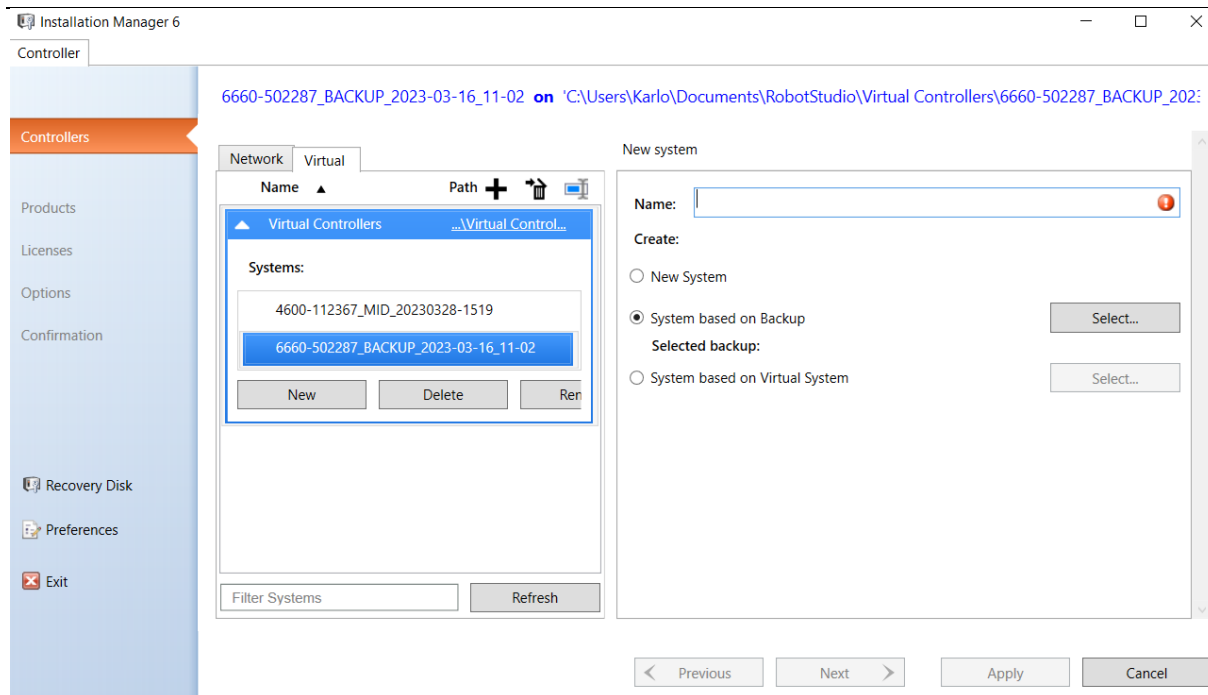 Installation Manager 6
Controller
6660-502287_BACKUP_2023-03-16_11-02 on 'C:\Users\Karlo\Documents\RobotStudio\Virtual Controllers\6660-502287_BACKUP_202
Controllers
Products
Licenses
Options
Confirmation
Recovery Disk
Preferences
Exit
Network Virtual
Name Path
Virtual Controllers ...\Virtual Control...
Systems:
4600-112367_MID_20230328-1519
6660-502287_BACKUP_2023-03-16_11-02
New Delete Ren
Filter Systems Refresh
New system
Name:
Create:
New System
System based on Backup Select...
Selected backup:
System based on Virtual System Select...
Previous Next Apply Cancel